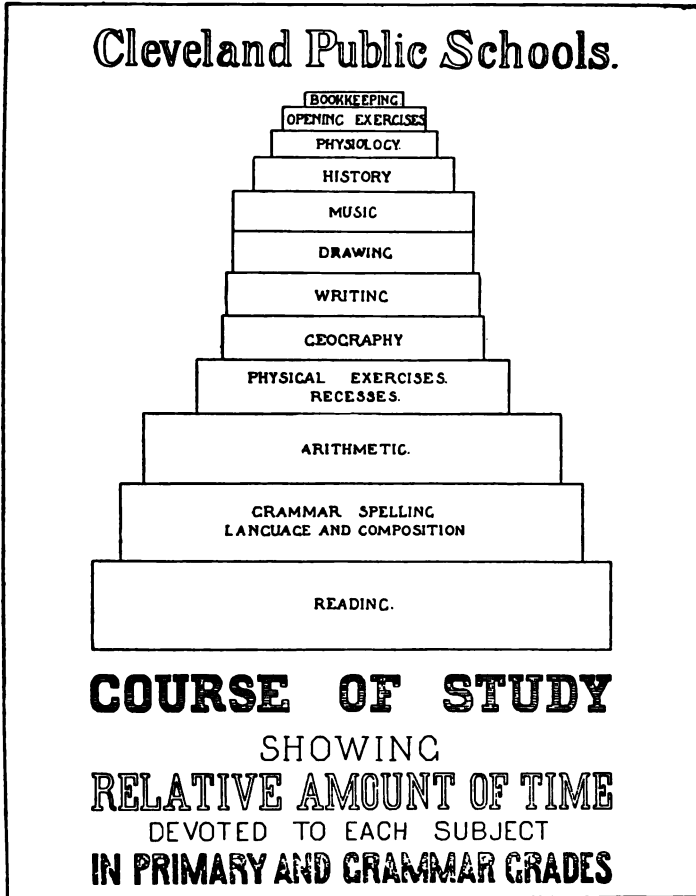 Cleveland Public Schools.
BOOKKEEPING
OPENING EXERCISES
PHYSIOLOGY.
HISTORY
MUSIC
DRAWING
WRITING
GEOGRAPHY
PHYSICAL EXERCISES.
RECESSES.
ARITHMETIC.
GRAMMAR SPELLING
LANGUAGE AND COMPOSITION
READING.
COURSE OF STUDY
SHOWING
RELATIVE AMOUNT OF TIME
DEVOTED TO EACH SUBJECT
IN PRIMARY AND GRAMMAR GRADES